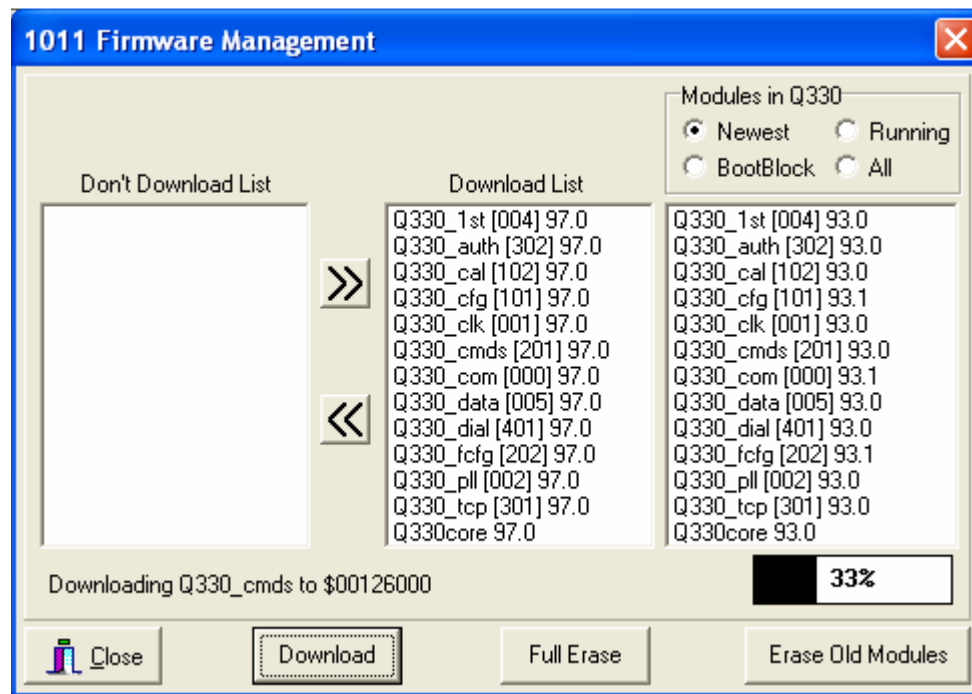 1011 Firmware Management
Modules in Q330
Newest Running
BootBlock All
Don't Download List
Download List
Q330_1st [004] 97.0
Q330_auth [302] 97.0
Q330_cal [102] 97.0
Q330_cfg [101] 97.0
Q330_clk [001] 97.0
Q330_cmds [201] 97.0
Q330_com [000] 97.0
Q330_data [005] 97.0
Q330_dial [401] 97.0
Q330_fcfg [202] 97.0
Q330_pll [002] 97.0
Q330_tcp [301] 97.0
Q330core 97.0
Q330_1st [004] 93.0
Q330_auth [302] 93.0
Q330_cal [102] 93.0
Q330_cfg [101] 93.1
Q330_clk [001] 93.0
Q330_cmds [201] 93.0
Q330_com [000] 93.1
Q330_data [005] 93.0
Q330_dial [401] 93.0
Q330_fcfg [202] 93.1
Q330_pll [002] 93.0
Q330_tcp [301] 93.0
Q330core 93.0
Downloading Q330_cmds to $00126000
33%
Close Download Full Erase Erase Old Modules